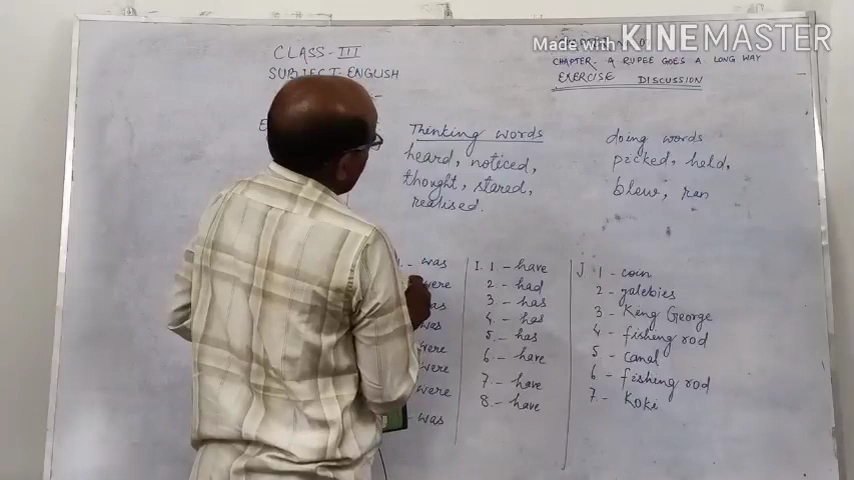 Made with KINEMASTER
CLASS-III
SUBJECT-ENGLISH
CHAPTER. A RUPEE GOES A LONG WAY
EXERCISE DISCUSSION
Thinking words
heard, noticed,
thought, stared,
realised.
doing words
picked, held,
blew, ran
was
were
was
was
were
were
were
was
I. 1 - have
2 - had
3 - has
4 - has
5 - has
6 - have
7 - have
8 - have
J 1 - coin
2 - jalebies
3 - King George
4 - fishing rod
5 - canal
6 - fishing rod
7 - Koki